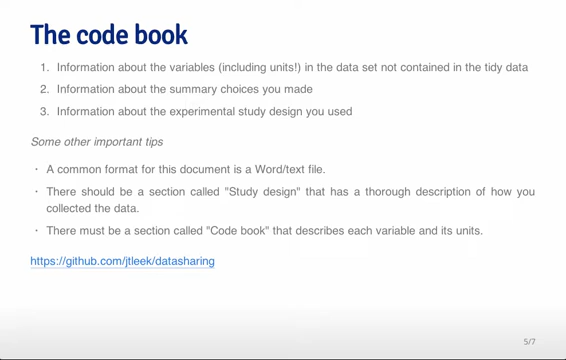 The code book
1. Information about the variables (including units!) in the data set not contained in the tidy data
2. Information about the summary choices you made
3. Information about the experimental study design you used
Some other important tips
· A common format for this document is a Word/text file.
· There should be a section called "Study design" that has a thorough description of how you
collected the data.
· There must be a section called "Code book" that describes each variable and its units.
https://github.com/jtleek/datasharing
5/7